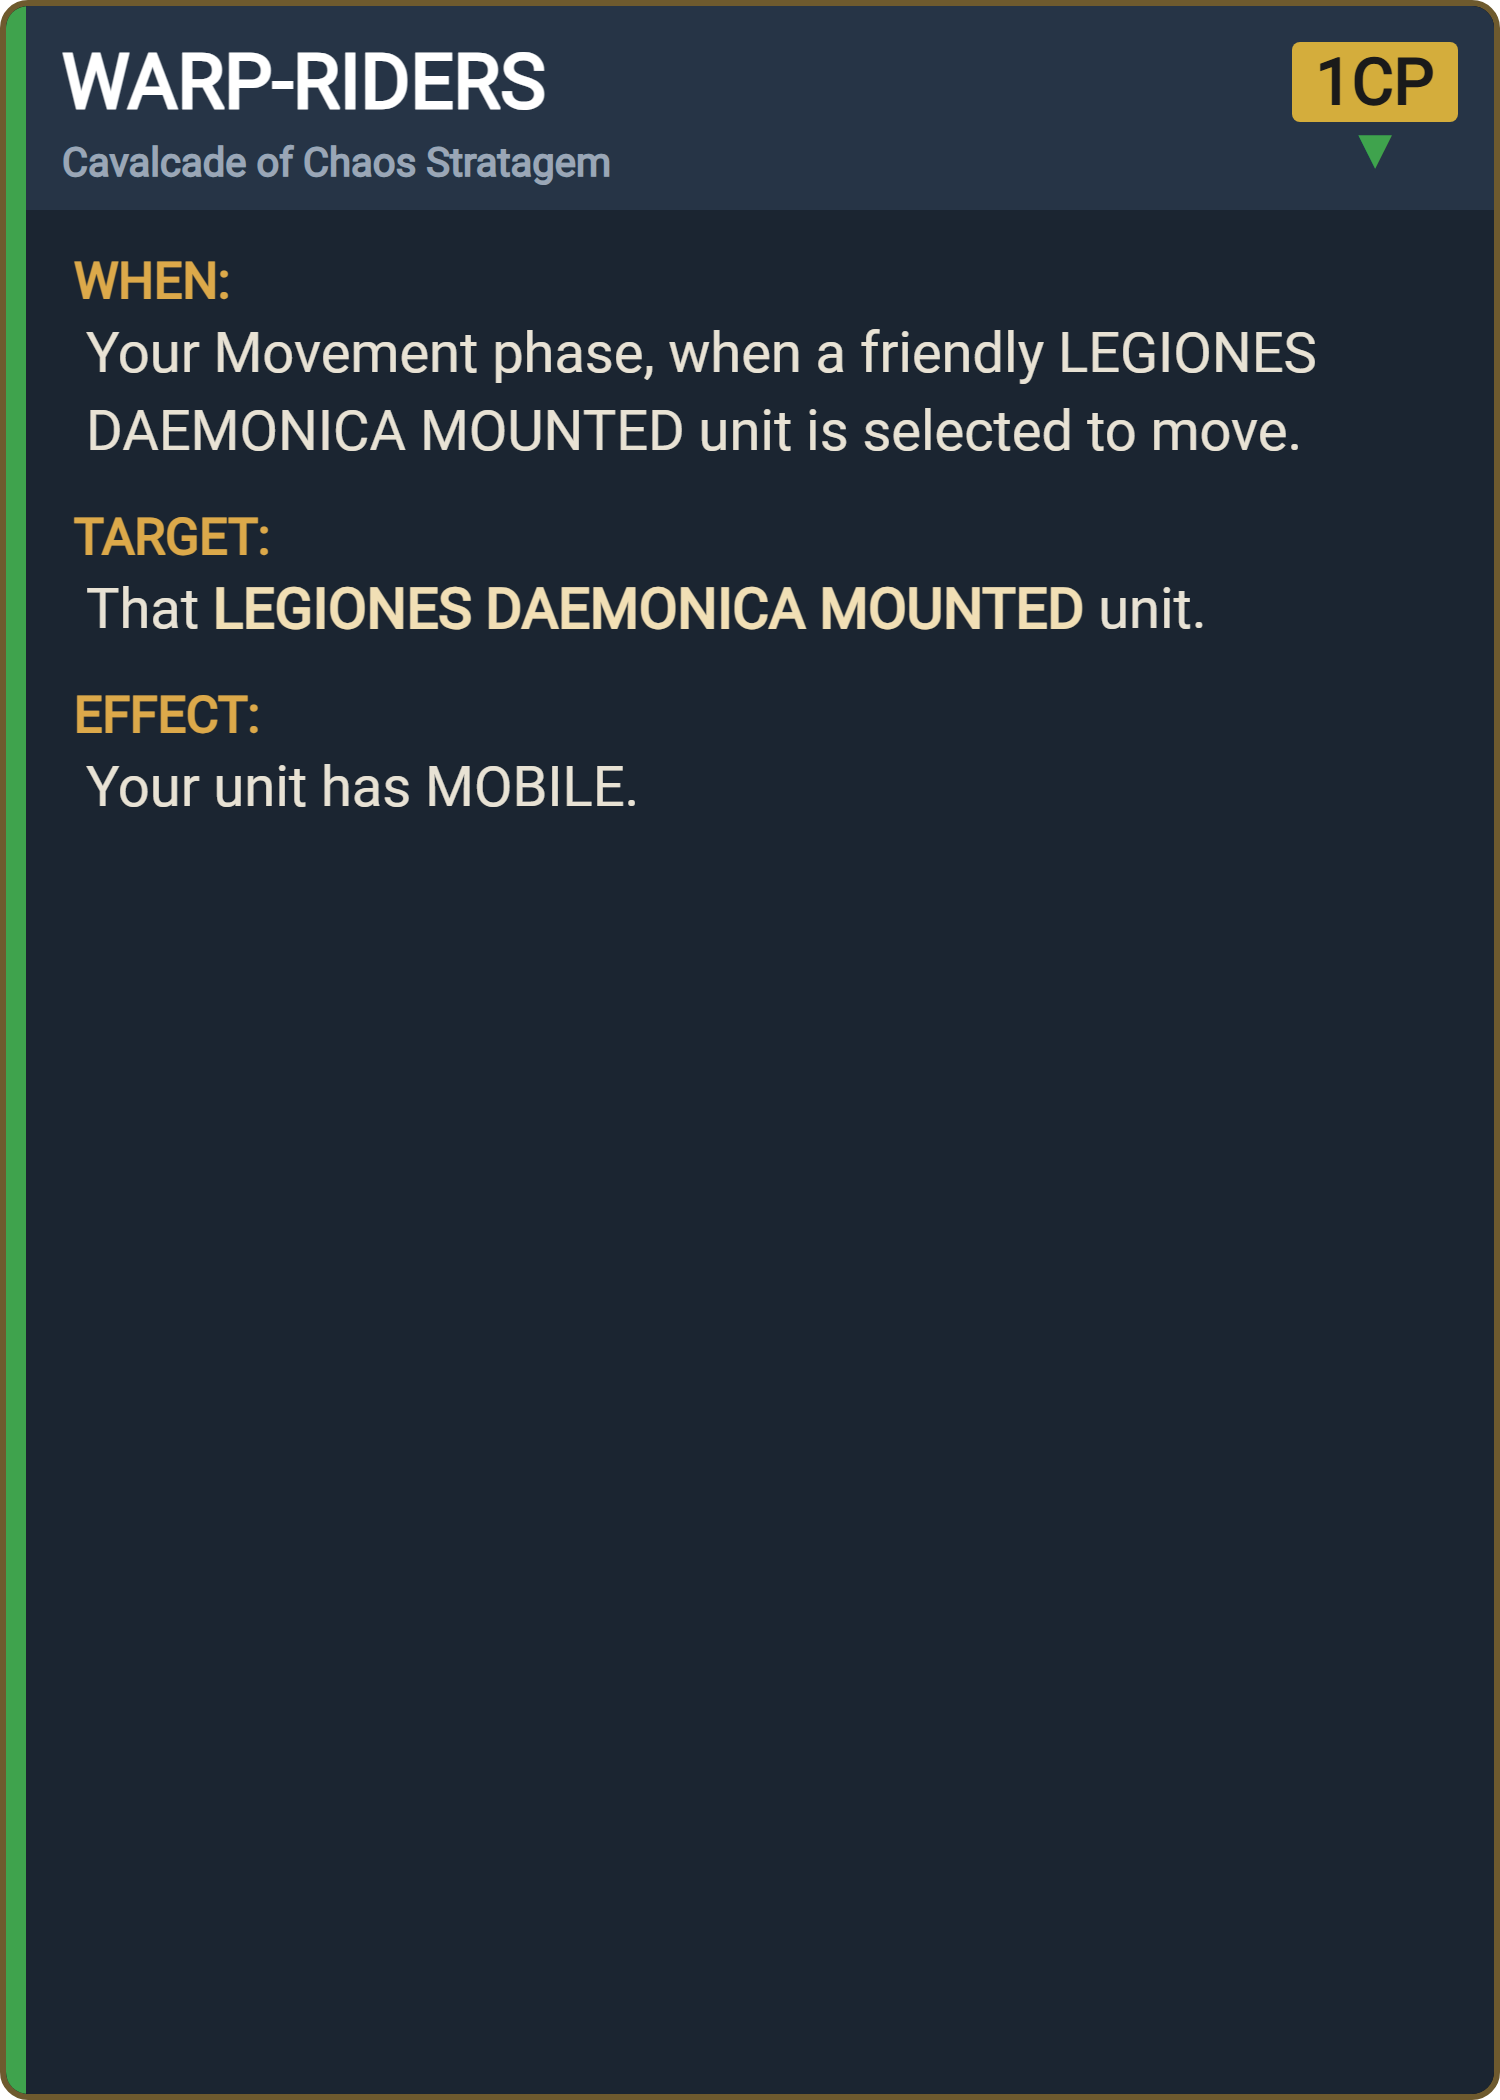 WARP-RIDERS
1CP
Cavalcade of Chaos Stratagem
WHEN:
Your Movement phase, when a friendly LEGIONES
DAEMONICA MOUNTED unit is selected to move.
TARGET:
That LEGIONES DAEMONICA MOUNTED unit.
EFFECT:
Your unit has MOBILE.